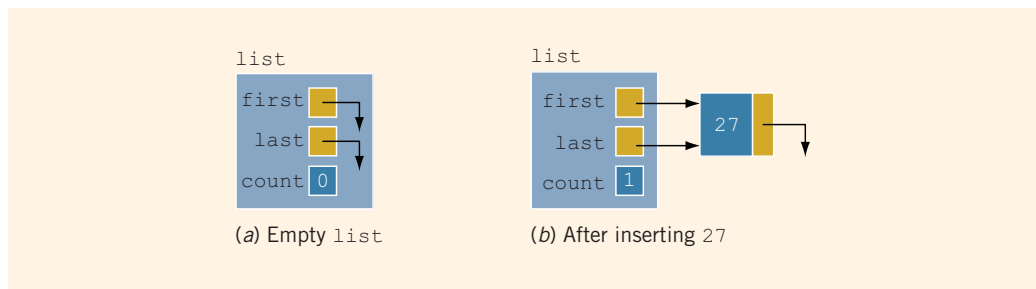 list
first
last
count 0
(a) Empty list
list
first
last
count 1
27
(b) After inserting 27